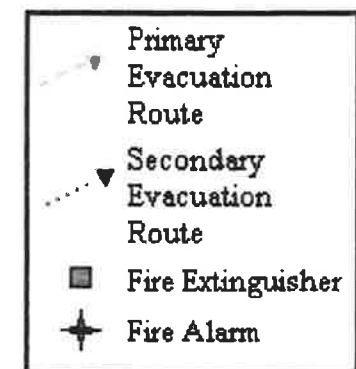 Primary
Evacuation
Route
Secondary
Evacuation
Route
Fire Extinguisher
Fire Alarm